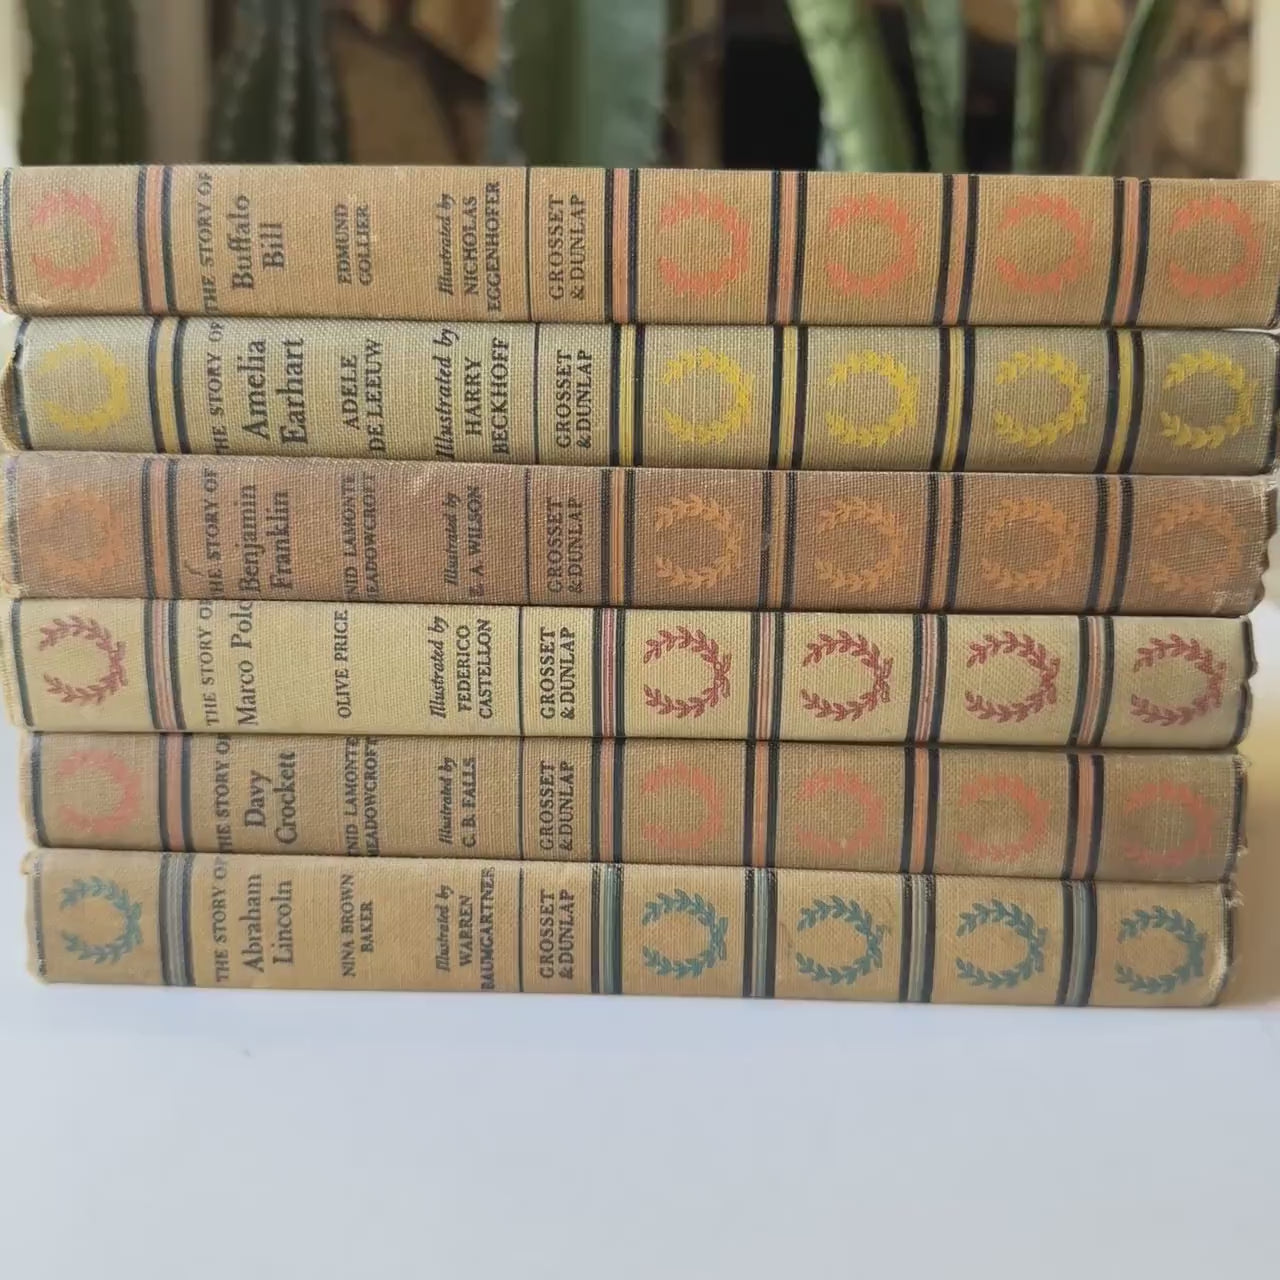 THE STORY OF
Buffalo
Bill
EDMUND
COLLIER
Illustrated by
NICHOLAS
EGGENHOFER
GROSSET
& DUNLAP
THE STORY OF
Amelia
Earhart
ADELE
DE LEEUW
Illustrated by
HARRY
BECKHOFF
GROSSET
& DUNLAP
THE STORY OF
Benjamin
Franklin
NID LAMONTE
EADOWCROFT
Illustrated by
E. A. WILSON
GROSSET
& DUNLAP
THE STORY OF
Marco Polo
OLIVE PRICE
Illustrated by
FEDERICO
CASTELLON
GROSSET
& DUNLAP
THE STORY OF
Davy
Crockett
ENID LAMONTE
MEADOWCROFT
Illustrated by
C. B. FALLS
GROSSET
& DUNLAP
THE STORY OF
Abraham
Lincoln
NINA BROWN
BAKER
Illustrated by
WARREN
BAUMGARTNER
GROSSET
& DUNLAP